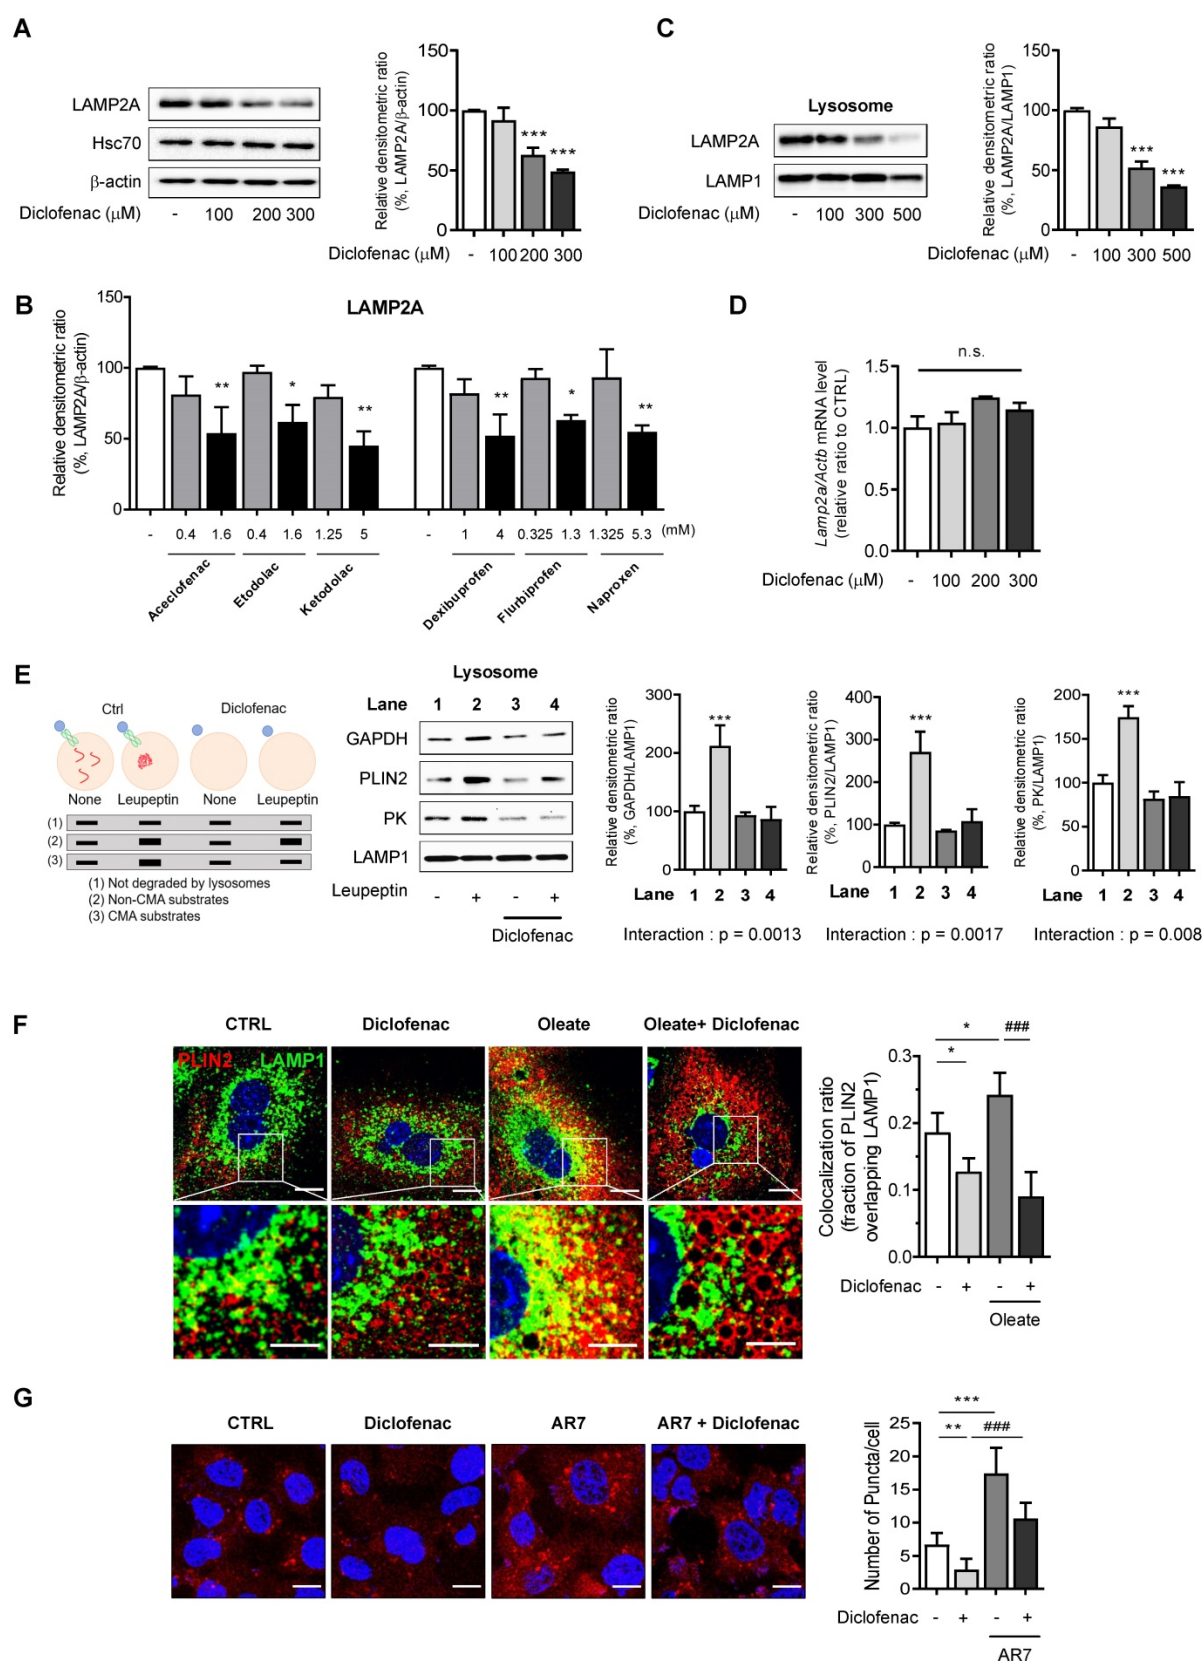 A
LAMP2A
Hsc70
β-actin
Diclofenac (μM) - 100 200 300
Relative densitometric ratio
(%, LAMP2A/β-actin)
150
100
50
0
***
***
Diclofenac (μM) - 100 200 300
C
Lysosome
LAMP2A
LAMP1
Diclofenac (μM) - 100 300 500
Relative densitometric ratio
(%, LAMP2A/LAMP1)
150
100
50
0
***
***
Diclofenac (μM) - 100 300 500
B
LAMP2A
Relative densitometric ratio
(%, LAMP2A/β-actin)
150
100
50
0
** * ** ** * **
- 0.4 1.6 0.4 1.6 1.25 5 - 1 4 0.325 1.3 1.325 5.3 (mM)
Aceclofenac Etodolac Ketodolac Dexibuprofen Flurbiprofen Naproxen
D
Lamp2a/Actb mRNA level
(relative ratio to CTRL)
1.5
1.0
0.5
0.0
n.s.
Diclofenac (μM) - 100 200 300
E
Ctrl Diclofenac
None Leupeptin None Leupeptin
(1)
(2)
(3)
(1) Not degraded by lysosomes
(2) Non-CMA substrates
(3) CMA substrates
Lysosome
Lane 1 2 3 4
GAPDH
PLIN2
PK
LAMP1
Leupeptin - + - +
Diclofenac
Relative densitometric ratio
(%, GAPDH/LAMP1)
300
200
100
0
***
Lane 1 2 3 4
Interaction : p = 0.0013
Relative densitometric ratio
(%, PLIN2/LAMP1)
400
300
200
100
0
***
Lane 1 2 3 4
Interaction : p = 0.0017
Relative densitometric ratio
(%, PK/LAMP1)
200
150
100
50
0
***
Lane 1 2 3 4
Interaction : p = 0.008
F
CTRL Diclofenac Oleate Oleate+ Diclofenac
PLIN2 LAMP1
Colocalization ratio
(fraction of PLIN2
overlapping LAMP1)
0.3
0.2
0.1
0.0
* ###
*
Diclofenac - + - +
Oleate
G
CTRL Diclofenac AR7 AR7 + Diclofenac
Number of Puncta/cell
25
20
15
10
5
0
***
** ###
Diclofenac - + - +
AR7